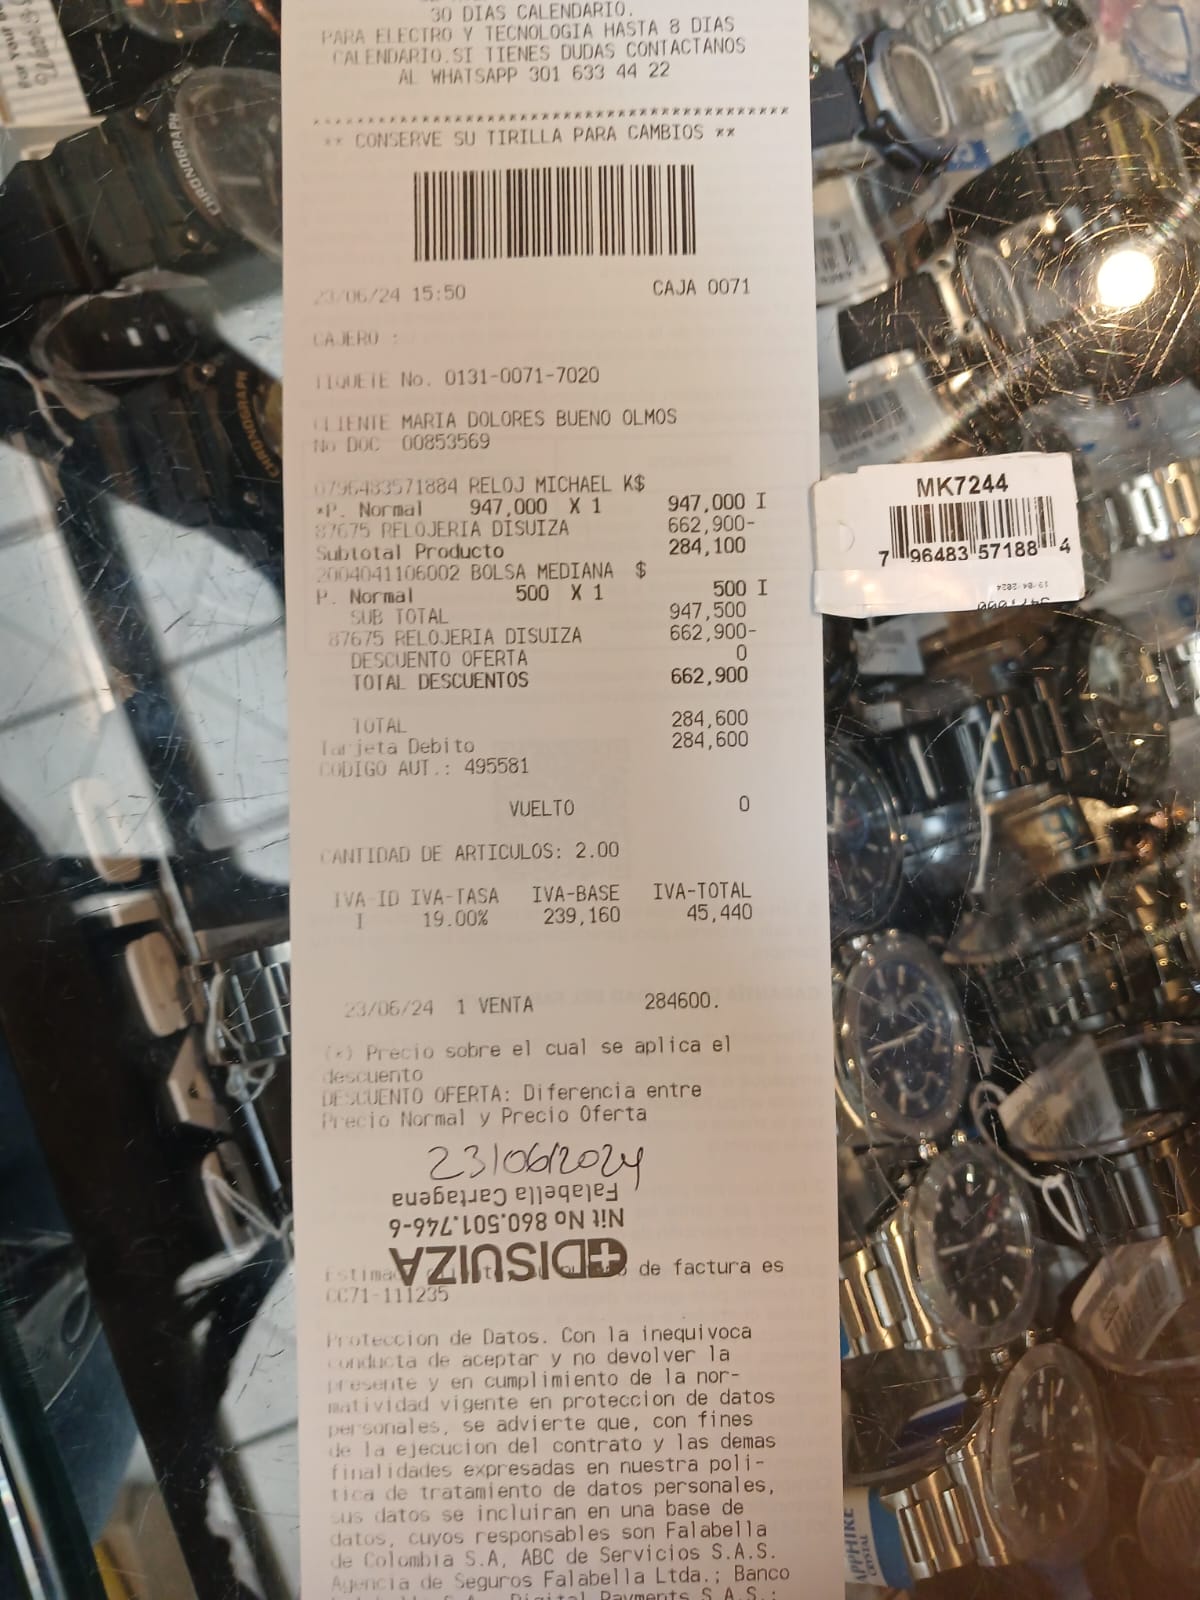 30 DIAS CALENDARIO.
PARA ELECTRO Y TECNOLOGIA HASTA 8 DIAS
CALENDARIO.SI TIENES DUDAS CONTACTANOS
AL WHATSAPP 301 633 44 22
** CONSERVE SU TIRILLA PARA CAMBIOS **
23/06/24 15:50 CAJA 0071
CAJERO :
TIQUETE No. 0131-0071-7020
CLIENTE MARIA DOLORES BUENO OLMOS
No DOC 00853569
0796483571884 RELOJ MICHAEL K$
*P. Normal 947,000 X 1 947,000 I
87675 RELOJERIA DISUIZA 662,900-
Subtotal Producto 284,100
2004041106002 BOLSA MEDIANA $
P. Normal 500 X 1 500 I
SUB TOTAL 947,500
87675 RELOJERIA DISUIZA 662,900-
DESCUENTO OFERTA 0
TOTAL DESCUENTOS 662,900
TOTAL 284,600
Tarjeta Debito 284,600
CODIGO AUT.: 495581
VUELTO 0
CANTIDAD DE ARTICULOS: 2.00
IVA-ID IVA-TASA IVA-BASE IVA-TOTAL
I 19.00% 239,160 45,440
23/06/24 1 VENTA 284600.
(*) Precio sobre el cual se aplica el
descuento
DESCUENTO OFERTA: Diferencia entre
Precio Normal y Precio Oferta
23/06/2024
Falabella Cartagena
Nit No 860.501.746-6
DISUIZA
de factura es
CC71-111235
Proteccion de Datos. Con la inequivoca
conducta de aceptar y no devolver la
presente y en cumplimiento de la nor-
matividad vigente en proteccion de datos
personales, se advierte que, con fines
de la ejecucion del contrato y las demas
finalidades expresadas en nuestra poli-
tica de tratamiento de datos personales,
sus datos se incluiran en una base de
datos, cuyos responsables son Falabella
de Colombia S.A, ABC de Servicios S.A.S.
Agencia de Seguros Falabella Ltda.; Banco
MK7244
7 96483 57188 4
19/04/2024
CHRONOGRAPH
CHRONOGRAPH
SAPPHIRE
CRYSTAL